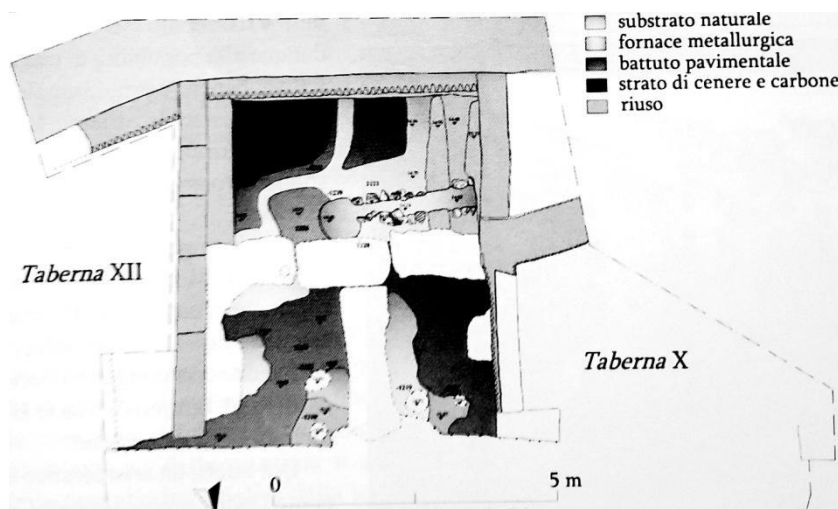 substrato naturale
fornace metallurgica
battuto pavimentale
strato di cenere e carbone
riuso
Taberna XII
Taberna X
0
5 m